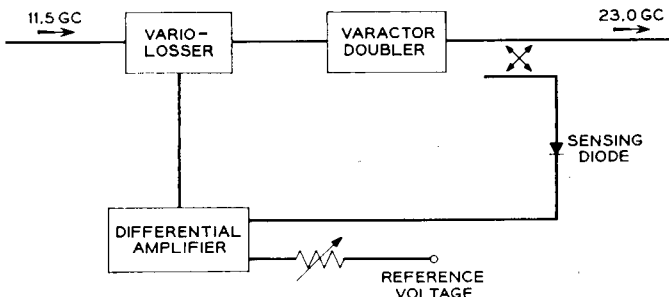 11.5 GC
VARIO-
LOSSER
VARACTOR
DOUBLER
23.0 GC
SENSING
DIODE
DIFFERENTIAL
AMPLIFIER
REFERENCE
VOLTAGE